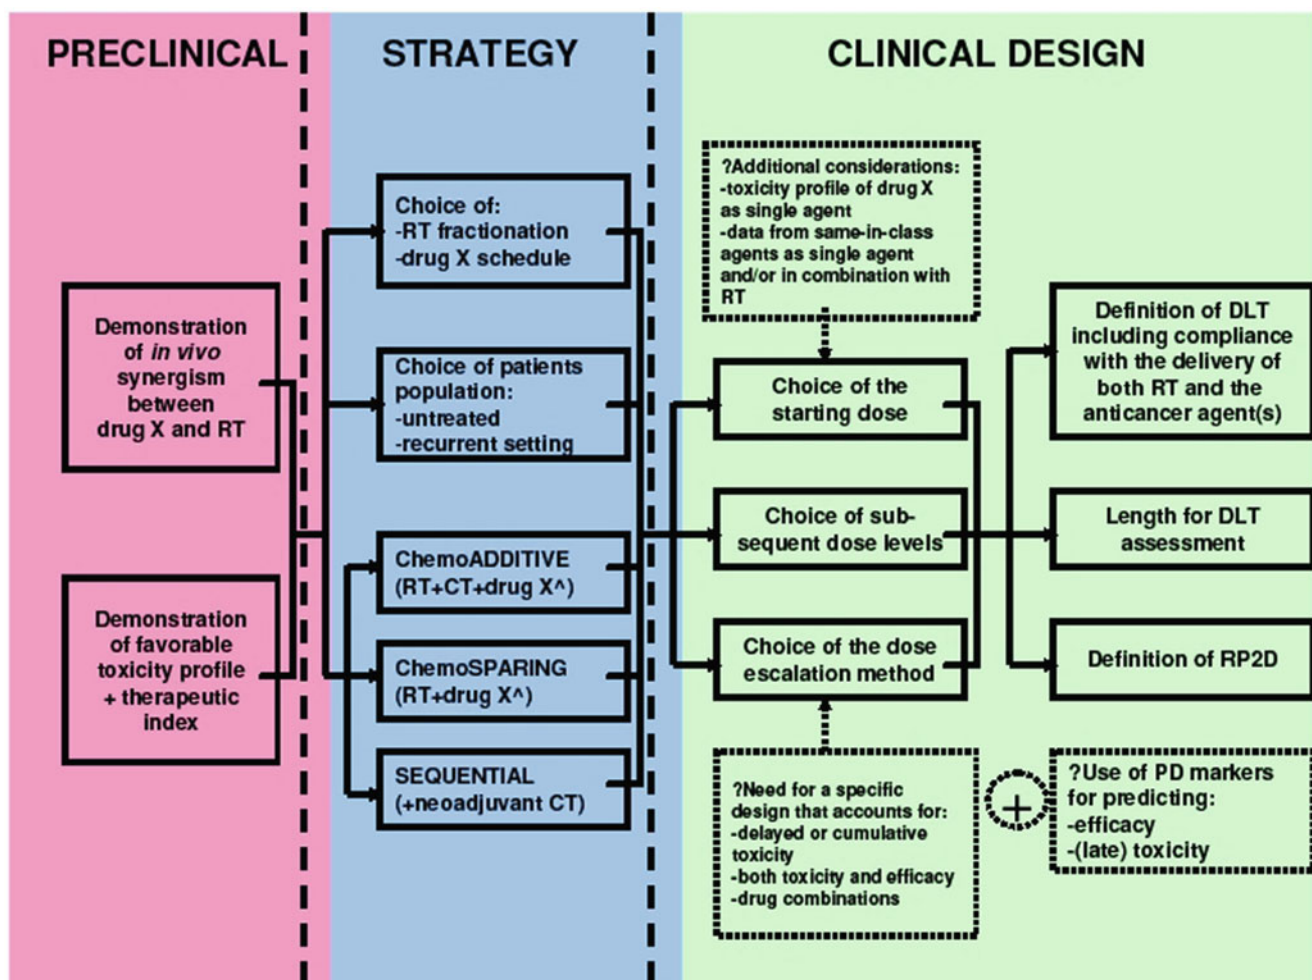 PRECLINICAL
STRATEGY
CLINICAL DESIGN
Demonstration
of in vivo
synergism
between
drug X and RT
Demonstration
of favorable
toxicity profile
+ therapeutic
index
Choice of:
-RT fractionation
-drug X schedule
Choice of patients
population:
-untreated
-recurrent setting
ChemoADDITIVE
(RT+CT+drug X^)
ChemoSPARING
(RT+drug X^)
SEQUENTIAL
(+neoadjuvant CT)
?Additional considerations:
-toxicity profile of drug X
as single agent
-data from same-in-class
agents as single agent
and/or in combination with
RT
Choice of the
starting dose
Choice of sub-
sequent dose levels
Choice of the dose
escalation method
?Need for a specific
design that accounts for:
-delayed or cumulative
toxicity
-both toxicity and efficacy
-drug combinations
Definition of DLT
including compliance
with the delivery of
both RT and the
anticancer agent(s)
Length for DLT
assessment
Definition of RP2D
+
?Use of PD markers
for predicting:
-efficacy
-(late) toxicity